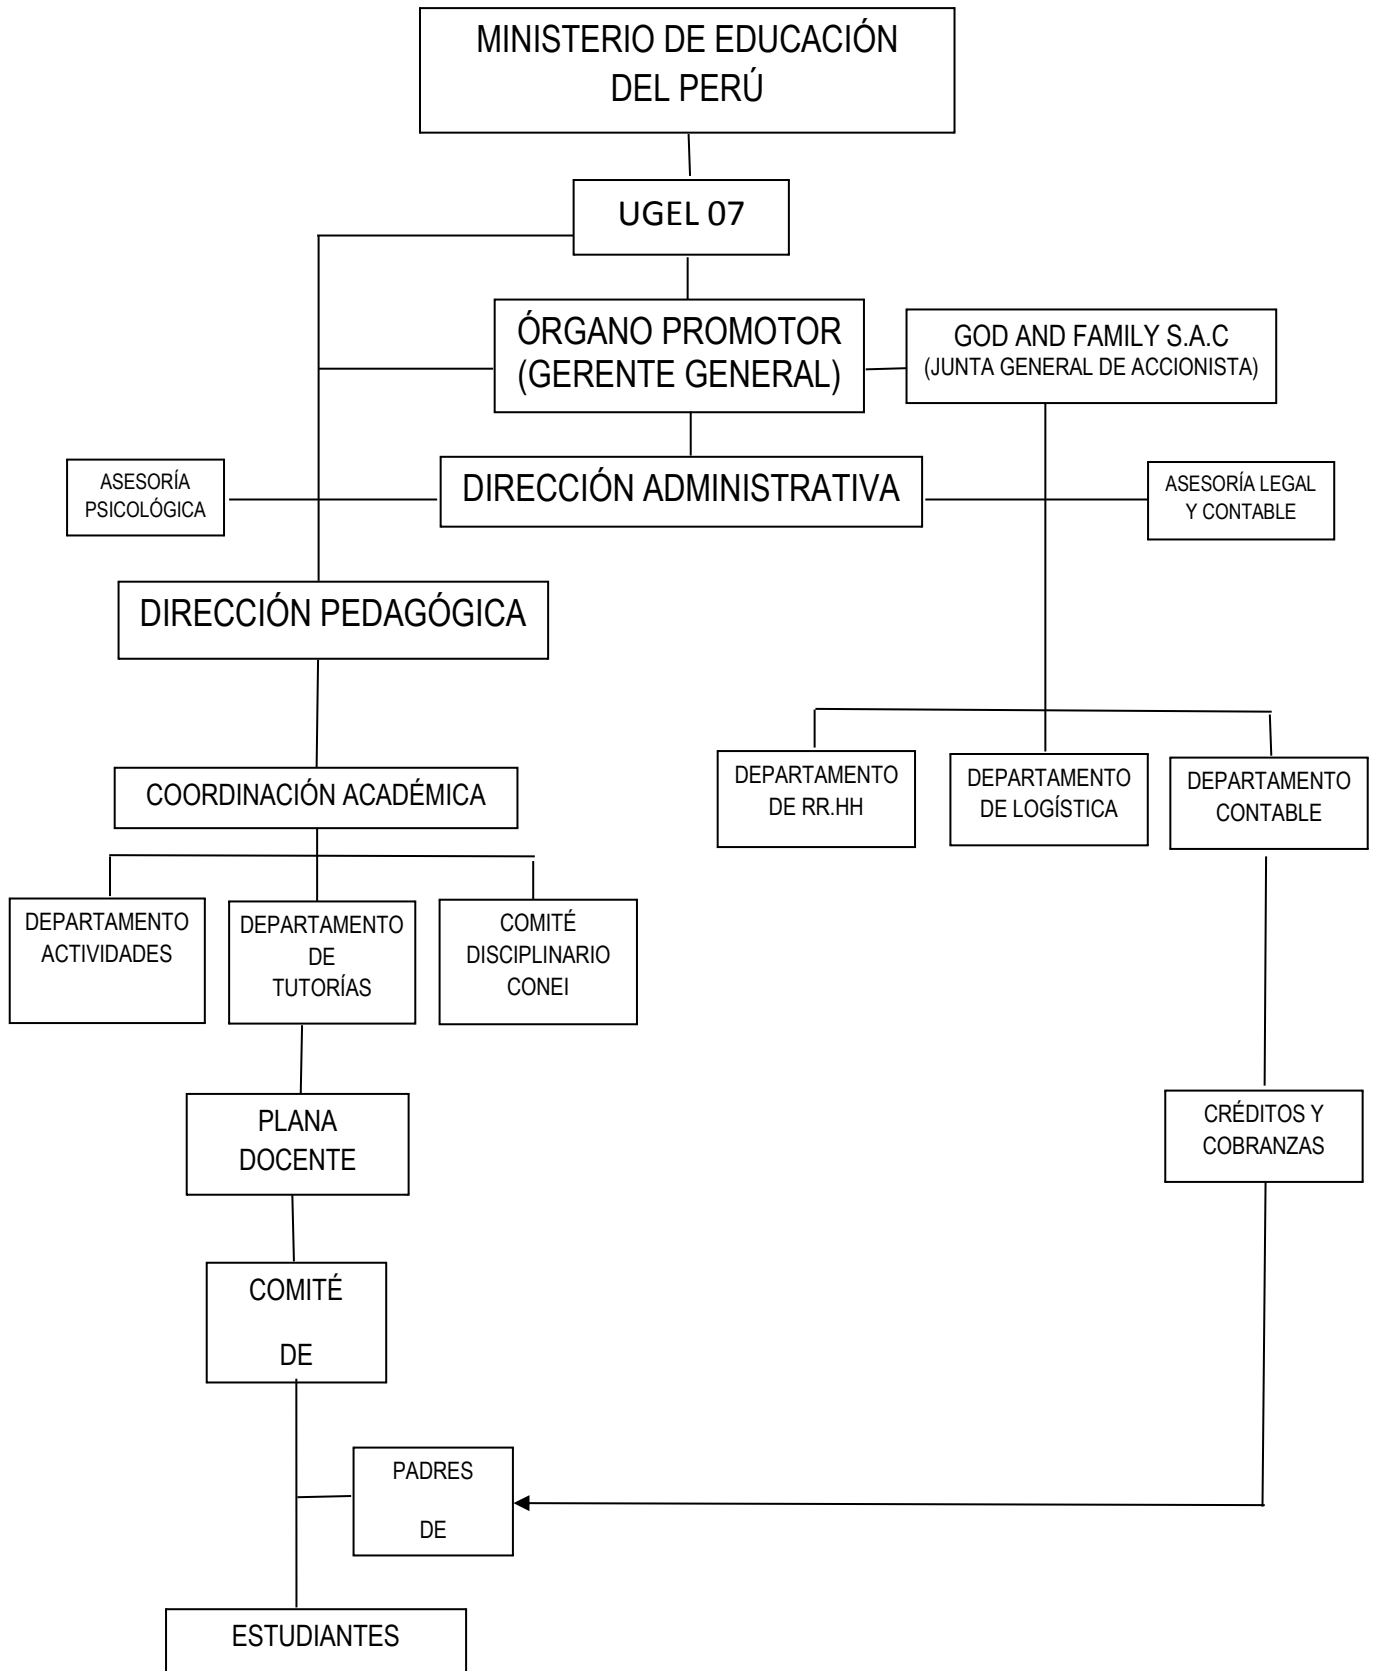 MINISTERIO DE EDUCACIÓN
DEL PERÚ
UGEL 07
ÓRGANO PROMOTOR
(GERENTE GENERAL)
GOD AND FAMILY S.A.C
(JUNTA GENERAL DE ACCIONISTA)
ASESORÍA
PSICOLÓGICA
DIRECCIÓN ADMINISTRATIVA
ASESORÍA LEGAL
Y CONTABLE
DIRECCIÓN PEDAGÓGICA
COORDINACIÓN ACADÉMICA
DEPARTAMENTO
DE RR.HH
DEPARTAMENTO
DE LOGÍSTICA
DEPARTAMENTO
CONTABLE
DEPARTAMENTO
ACTIVIDADES
DEPARTAMENTO
DE
TUTORÍAS
COMITÉ
DISCIPLINARIO
CONEI
PLANA
DOCENTE
CRÉDITOS Y
COBRANZAS
COMITÉ
DE
PADRES
DE
ESTUDIANTES